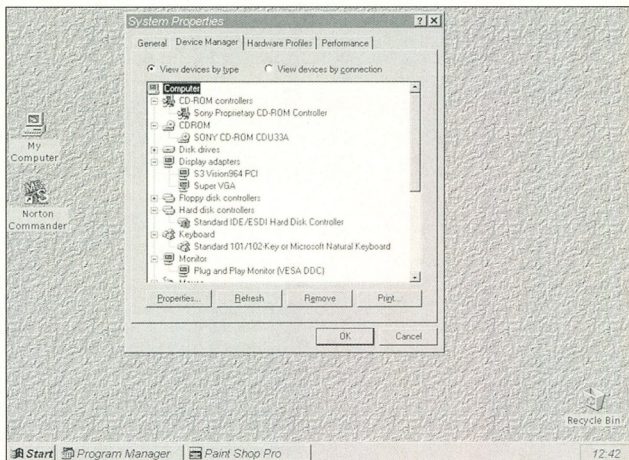 System Properties
General Device Manager Hardware Profiles Performance
View devices by type View devices by connection
Computer
CD-ROM controllers
Sony Proprietary CD-ROM Controller
CDROM
SONY CD-ROM CDU33A
Disk drives
Display adapters
S3 Vision964 PCI
Super VGA
Floppy disk controllers
Hard disk controllers
Standard IDE/ESDI Hard Disk Controller
Keyboard
Standard 101/102-Key or Microsoft Natural Keyboard
Monitor
Plug and Play Monitor (VESA DDC)
Mouse
Properties... Refresh Remove Print...
OK Cancel
My
Computer
Norton
Commander
Recycle Bin
Start Program Manager Paint Shop Pro 12:42